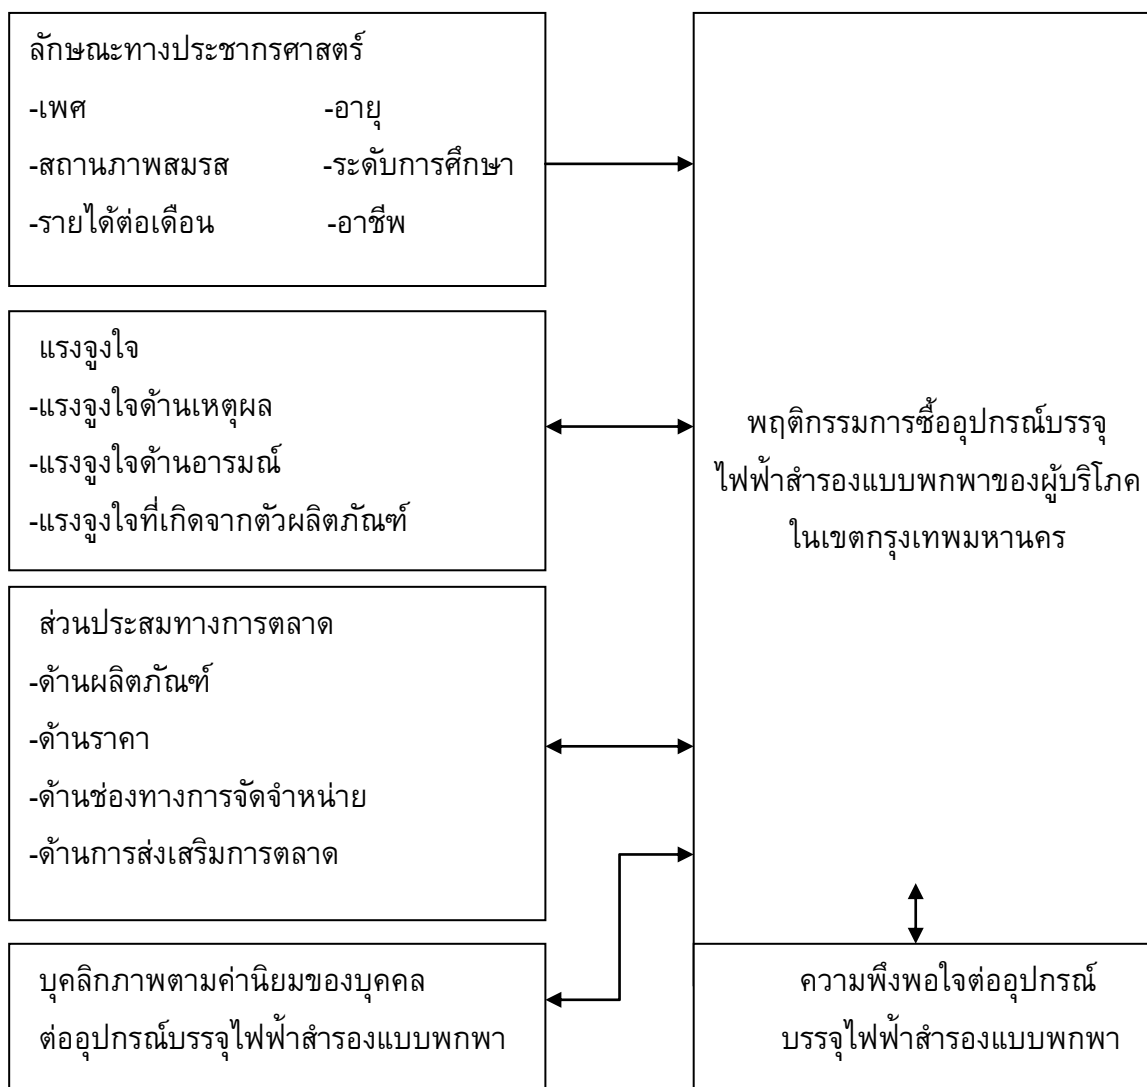 ลักษณะทางประชากรศาสตร์
-เพศ -อายุ
-สถานภาพสมรส -ระดับการศึกษา
-รายได้ต่อเดือน -อาชีพ
แรงจูงใจ
-แรงจูงใจด้านเหตุผล
-แรงจูงใจด้านอารมณ์
-แรงจูงใจที่เกิดจากตัวผลิตภัณฑ์
ส่วนประสมทางการตลาด
-ด้านผลิตภัณฑ์
-ด้านราคา
-ด้านช่องทางการจัดจำหน่าย
-ด้านการส่งเสริมการตลาด
บุคลิกภาพตามค่านิยมของบุคคล
ต่ออุปกรณ์บรรจุไฟฟ้าสำรองแบบพกพา
พฤติกรรมการซื้ออุปกรณ์บรรจุ
ไฟฟ้าสำรองแบบพกพาของผู้บริโภค
ในเขตกรุงเทพมหานคร
ความพึงพอใจต่ออุปกรณ์
บรรจุไฟฟ้าสำรองแบบพกพา